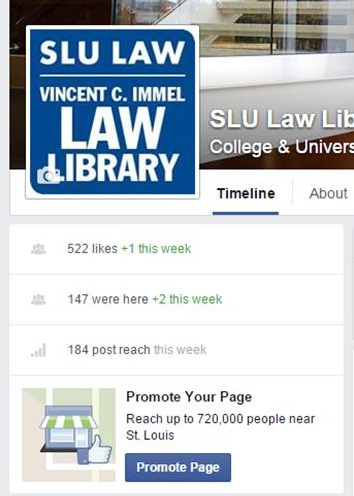 SLU LAW
VINCENT C. IMMEL
LAW
LIBRARY
SLU Law Lib
College & Univers
Timeline About
522 likes +1 this week
147 were here +2 this week
184 post reach this week
Promote Your Page
Reach up to 720,000 people near
St. Louis
Promote Page